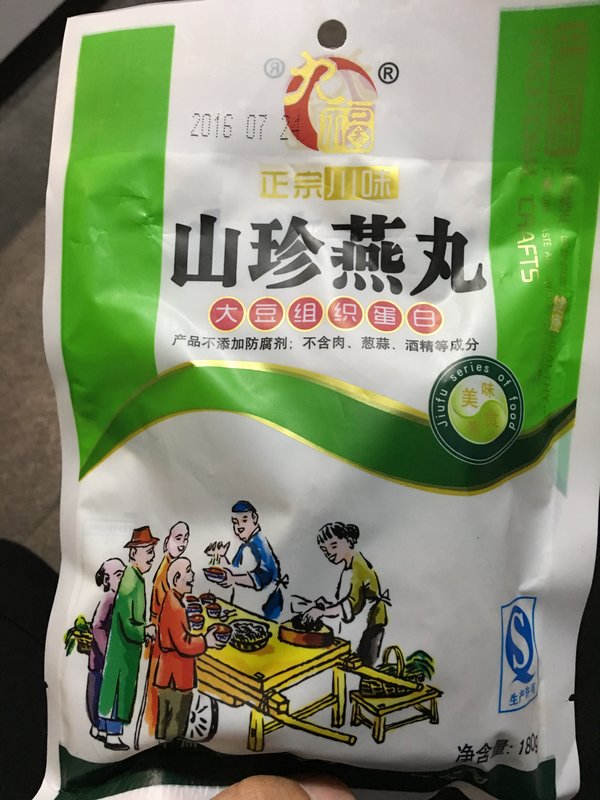 ® 九福 ®
2016 07 24
正宗川味
山珍燕丸
大豆组织蛋白
产品不添加防腐剂；不含肉、葱蒜、酒精等成分
Jiufu series of food
美味
CRAFTS
生产许可
净含量：180g